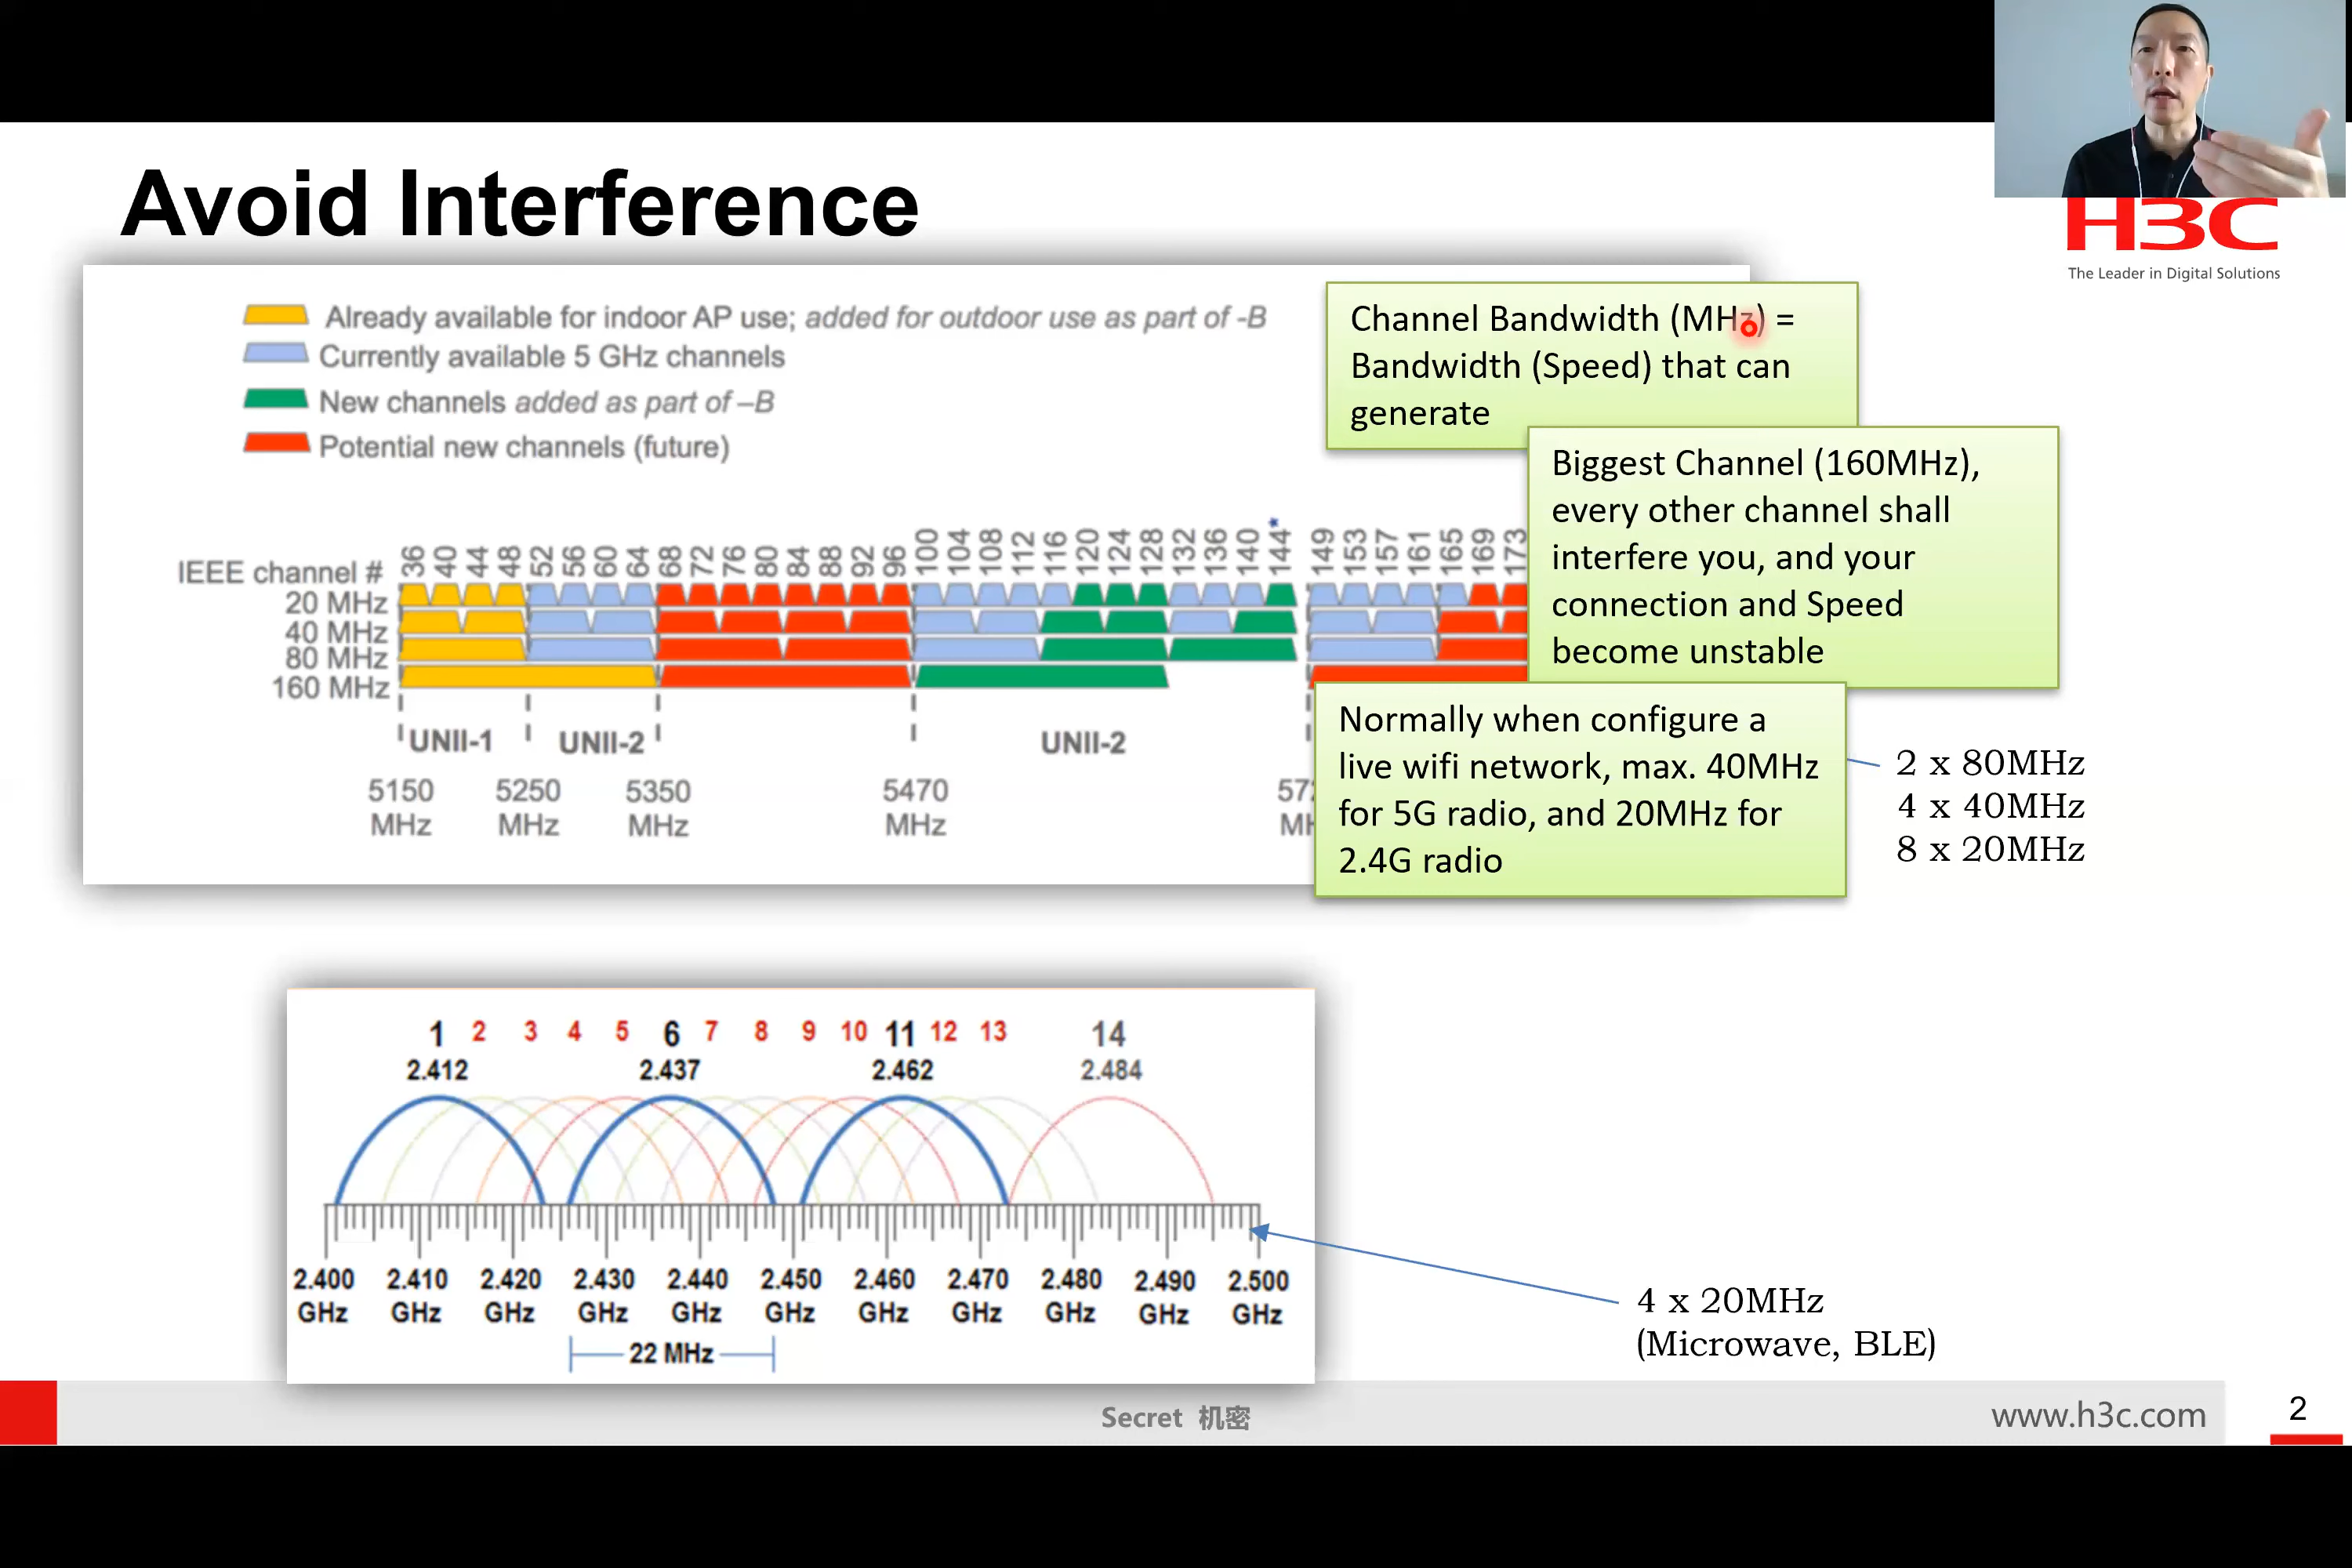 Avoid Interference
H3C
The Leader in Digital Solutions
Already available for indoor AP use; added for outdoor use as part of -B
Currently available 5 GHz channels
New channels added as part of –B
Potential new channels (future)
Channel Bandwidth (MHz) =
Bandwidth (Speed) that can
generate
Biggest Channel (160MHz),
every other channel shall
interfere you, and your
connection and Speed
become unstable
IEEE channel # 36 40 44 48 52 56 60 64 68 72 76 80 84 88 92 96 100 104 108 112 116 120 124 128 132 136 140 144* 149 153 157 161 165 169 173
20 MHz
40 MHz
80 MHz
160 MHz
UNII-1 UNII-2 UNII-2
5150 5250 5350 5470
MHz MHz MHz MHz
Normally when configure a
live wifi network, max. 40MHz
for 5G radio, and 20MHz for
2.4G radio
2 x 80MHz
4 x 40MHz
8 x 20MHz
1 2 3 4 5 6 7 8 9 10 11 12 13 14
2.412 2.437 2.462 2.484
2.400 2.410 2.420 2.430 2.440 2.450 2.460 2.470 2.480 2.490 2.500
GHz GHz GHz GHz GHz GHz GHz GHz GHz GHz GHz
22 MHz
4 x 20MHz
(Microwave, BLE)
Secret 机密
www.h3c.com
2